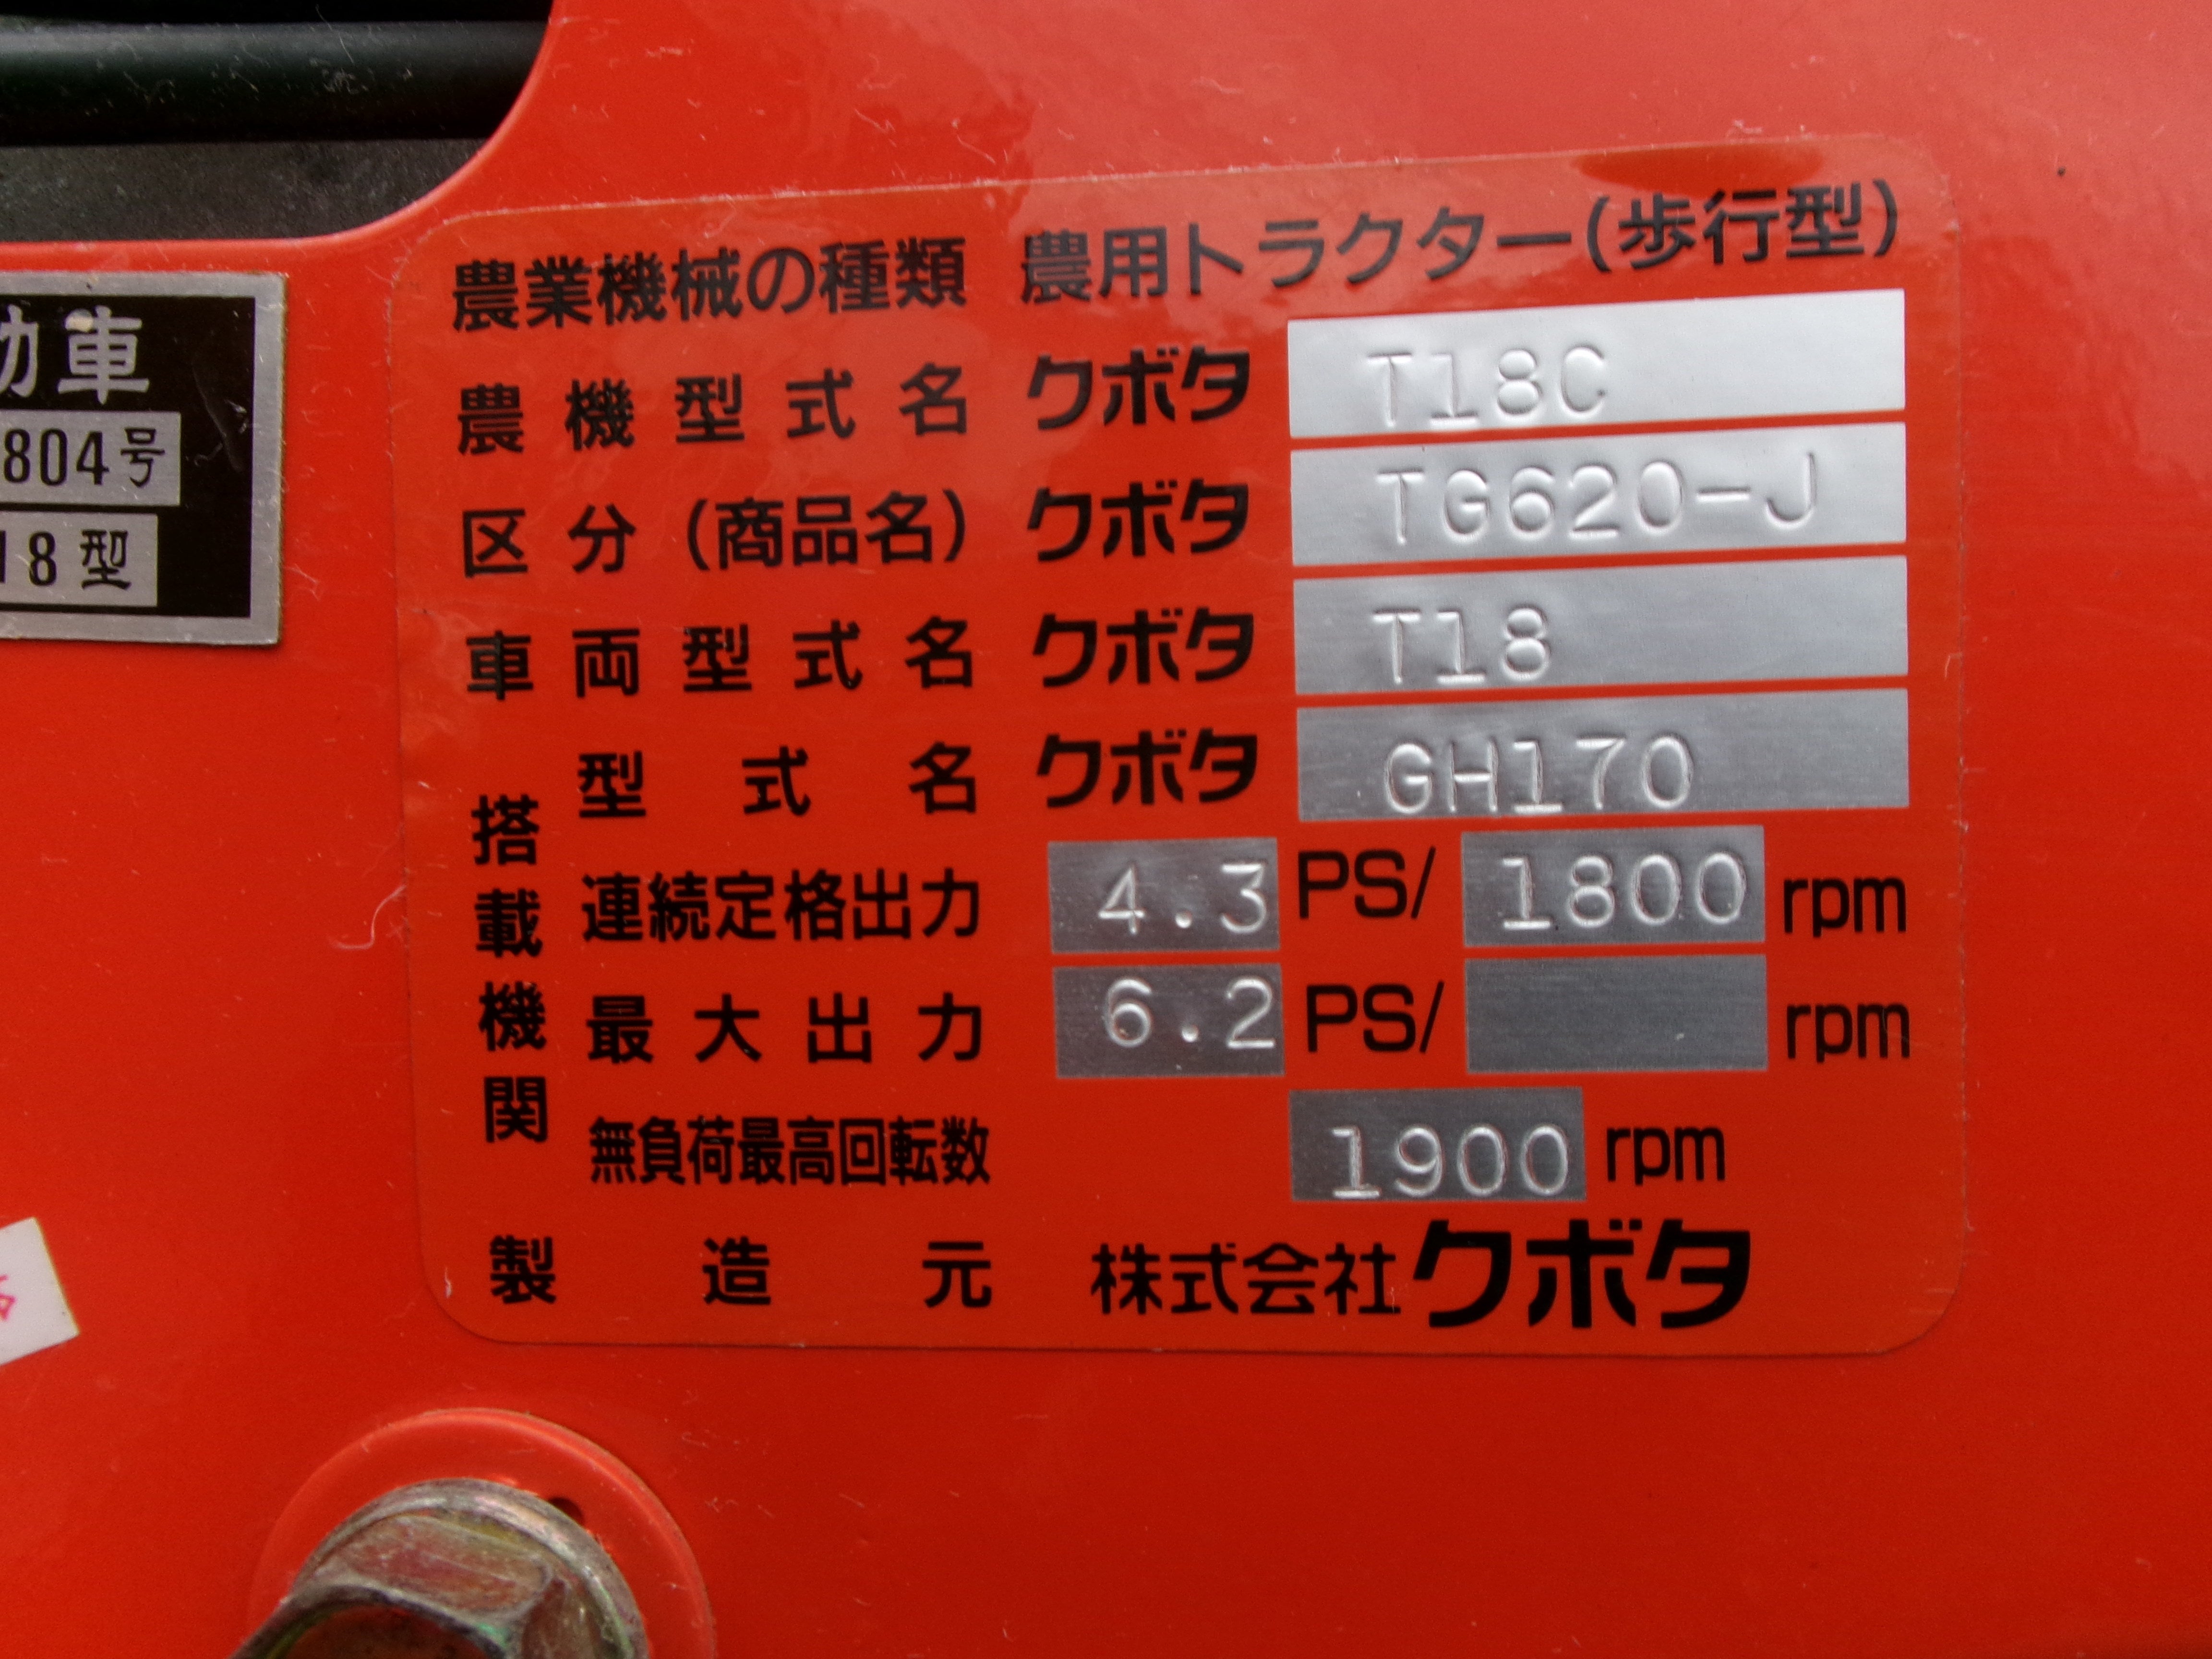 動車
804号
18型
農業機械の種類 農用トラクター(歩行型)
農機型式名 クボタ T18C
区分(商品名) クボタ TG620-J
車両型式名 クボタ T18
搭載機関
型式名 クボタ GH170
連続定格出力 4.3 PS/ 1800 rpm
最大出力 6.2 PS/ rpm
無負荷最高回転数 1900 rpm
製造元 株式会社クボタ